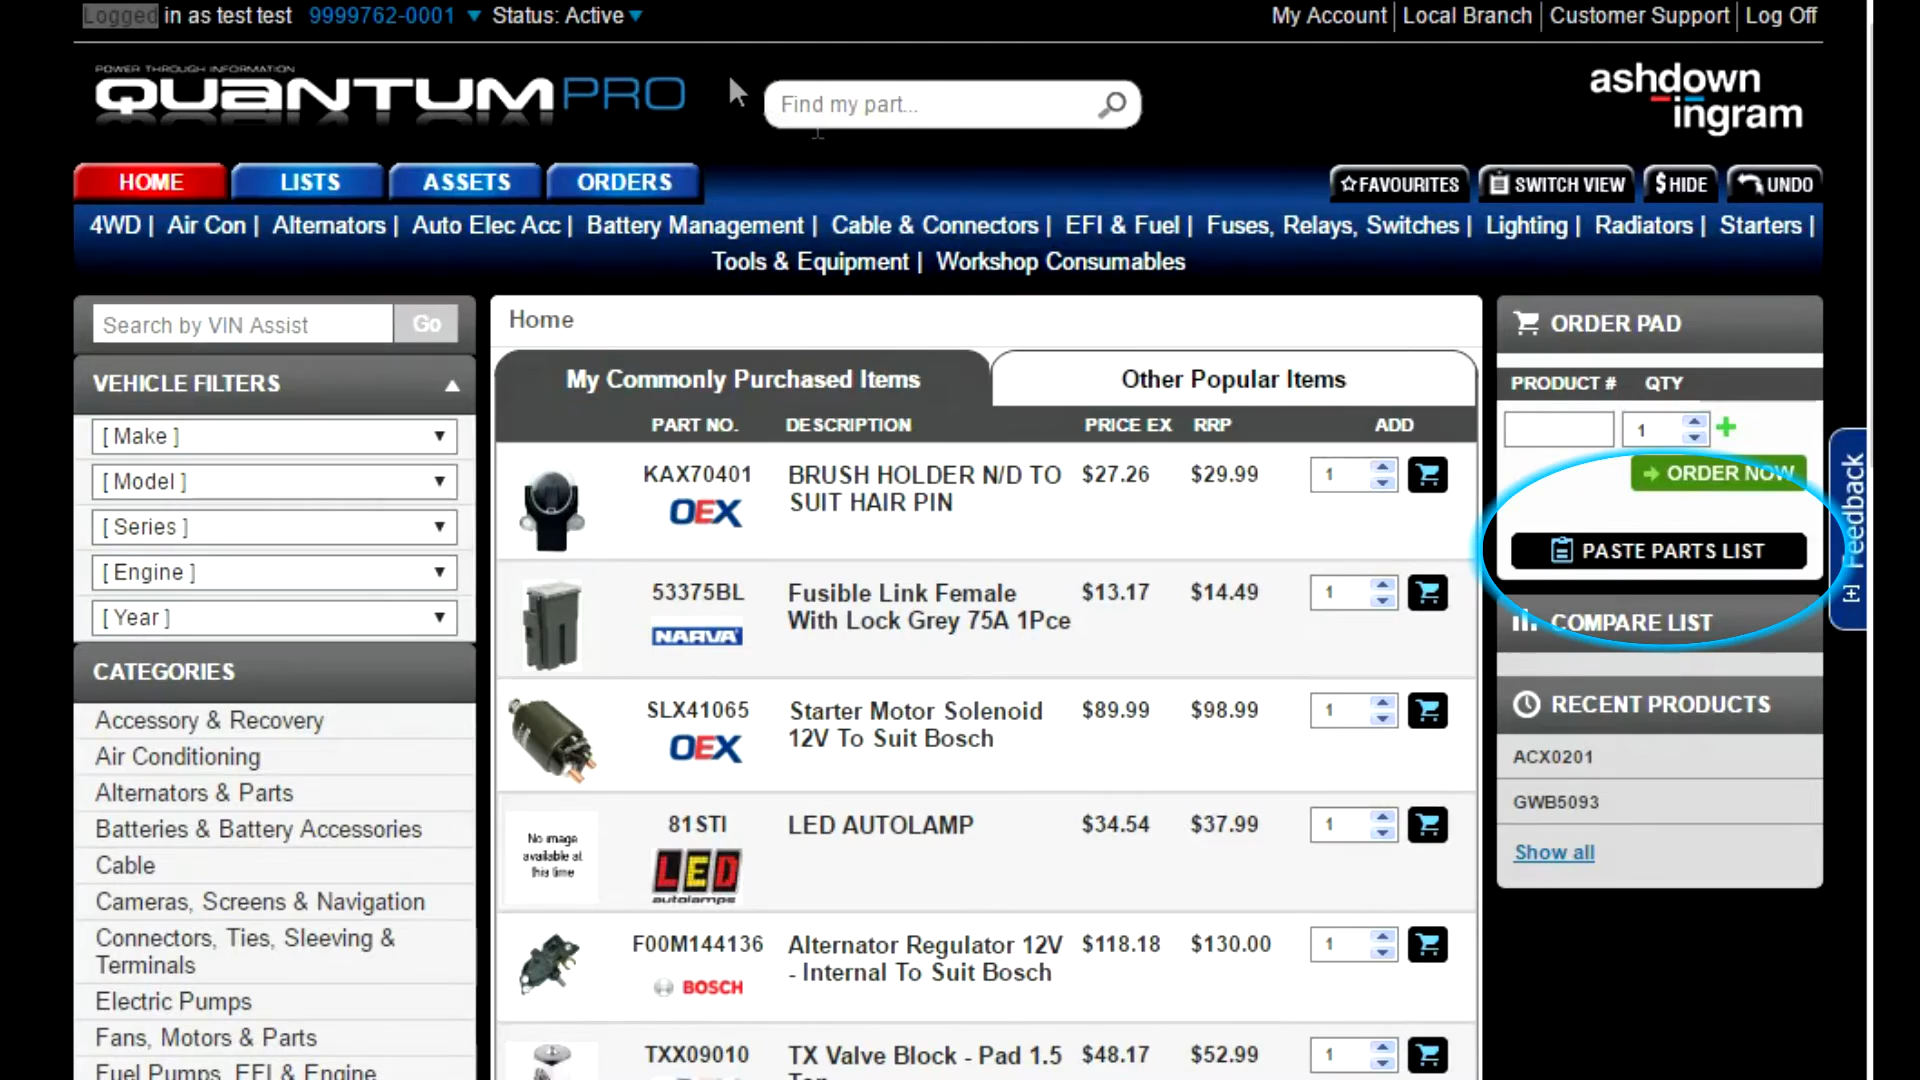 Logged in as test test 9999762-0001 Status: Active
My Account | Local Branch | Customer Support | Log Off
POWER THROUGH INFORMATION
QUANTUMPRO
Find my part...
ashdown
ingram
HOME LISTS ASSETS ORDERS
FAVOURITES SWITCH VIEW $HIDE UNDO
4WD | Air Con | Alternators | Auto Elec Acc | Battery Management | Cable & Connectors | EFI & Fuel | Fuses, Relays, Switches | Lighting | Radiators | Starters |
Tools & Equipment | Workshop Consumables
Search by VIN Assist Go
VEHICLE FILTERS
[ Make ]
[ Model ]
[ Series ]
[ Engine ]
[ Year ]
CATEGORIES
Accessory & Recovery
Air Conditioning
Alternators & Parts
Batteries & Battery Accessories
Cable
Cameras, Screens & Navigation
Connectors, Ties, Sleeving &
Terminals
Electric Pumps
Fans, Motors & Parts
Fuel Pumps, EFI & Engine
Home
My Commonly Purchased Items Other Popular Items
PART NO. DESCRIPTION PRICE EX RRP ADD
KAX70401 BRUSH HOLDER N/D TO $27.26 $29.99 1
OEX SUIT HAIR PIN
53375BL Fusible Link Female $13.17 $14.49 1
NARVA With Lock Grey 75A 1Pce
SLX41065 Starter Motor Solenoid $89.99 $98.99 1
OEX 12V To Suit Bosch
No image
available at
this time
81STI LED AUTOLAMP $34.54 $37.99 1
LED
autolamps
F00M144136 Alternator Regulator 12V $118.18 $130.00 1
BOSCH - Internal To Suit Bosch
TXX09010 TX Valve Block - Pad 1.5 $48.17 $52.99 1
Ton
ORDER PAD
PRODUCT # QTY
1
ORDER NOW
PASTE PARTS LIST
COMPARE LIST
RECENT PRODUCTS
ACX0201
GWB5093
Show all
[+] Feedback